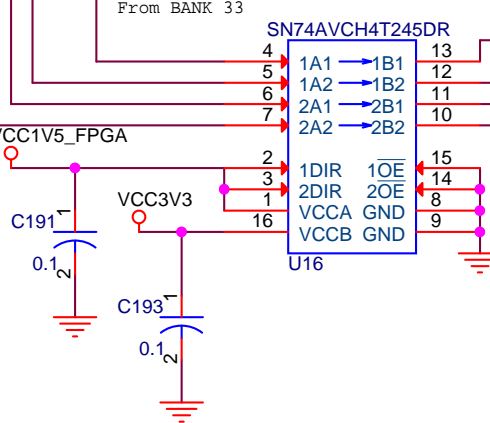 From BANK 33
SN74AVCH4T245DR
4 1A1 1B1 13
5 1A2 1B2 12
6 2A1 2B1 11
7 2A2 2B2 10
VCC1V5_FPGA
2 1DIR 1OE 15
3 2DIR 2OE 14
1 VCCA GND 8
16 VCCB GND 9
VCC3V3
U16
C191 1
0.1 2
C193 1
0.1 2